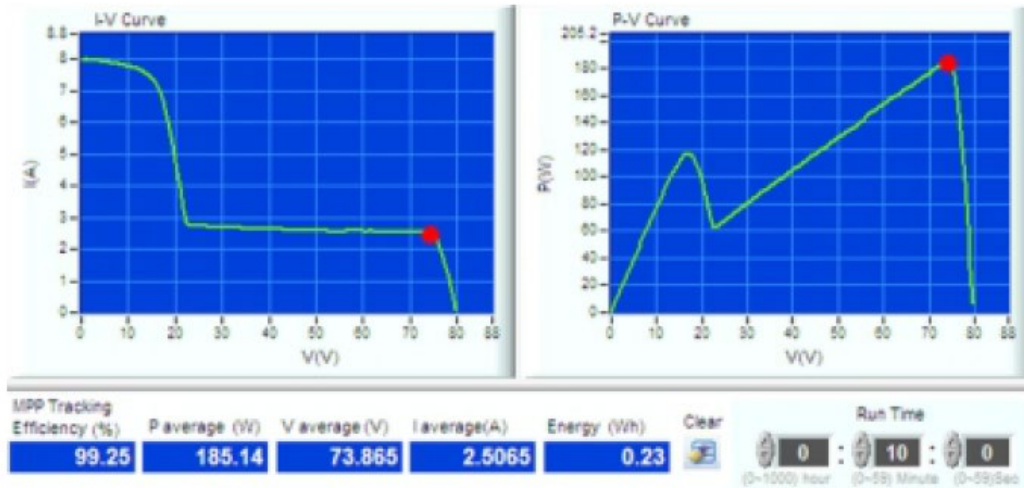 I-V Curve
I(A)
8.8
8
7
6
5
4
3
2
1
0
0 10 20 30 40 50 60 70 80 88
V(V)
P-V Curve
P(W)
205.2
180
160
140
120
100
80
60
40
20
0
0 10 20 30 40 50 60 70 80 88
V(V)
MPP Tracking
Efficiency (%) P average (W) V average (V) I average(A) Energy (Wh) Clear Run Time
99.25 185.14 73.865 2.5065 0.23 0 : 10 : 0
(0~1000) hour (0~59) Minute (0~59)Sec